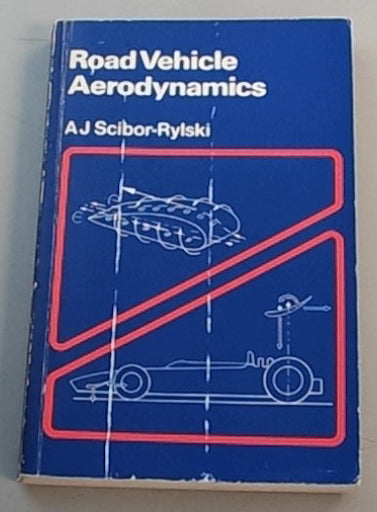 Road Vehicle
Aerodynamics
A J Scibor-Rylski